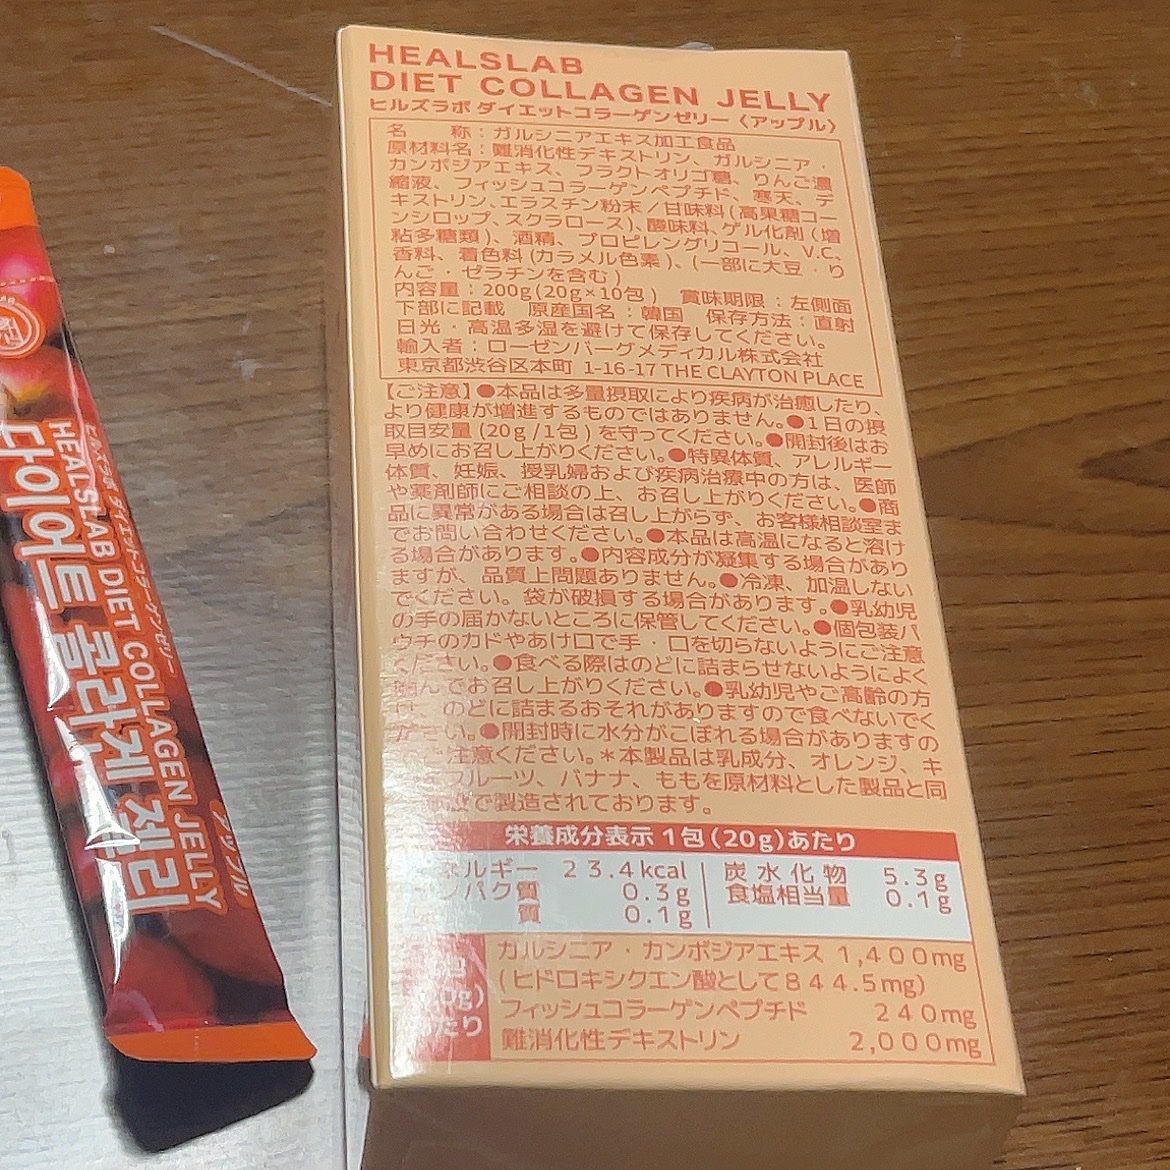 HEALSLAB
DIET COLLAGEN JELLY
ヒルズラボ ダイエットコラーゲンゼリー〈アップル〉
名　　称：ガルシニアエキス加工食品
原材料名：難消化性デキストリン、ガルシニア・
カンボジアエキス、フラクトオリゴ糖、りんご濃
縮液、フィッシュコラーゲンペプチド、寒天、デ
キストリン、エラスチン粉末／甘味料(高果糖コー
ンシロップ、スクラロース)、酸味料、ゲル化剤(増
粘多糖類)、酒精、プロピレングリコール、V.C、
香料、着色料(カラメル色素)、(一部に大豆・り
んご・ゼラチンを含む)
内容量：200g(20g×10包)　賞味期限：左側面
下部に記載　原産国名：韓国　保存方法：直射
日光・高温多湿を避けて保存してください。
輸入者：ローゼンバーグメディカル株式会社
東京都渋谷区本町 1-16-17 THE CLAYTON PLACE
【ご注意】●本品は多量摂取により疾病が治癒したり、
より健康が増進するものではありません。●1日の摂
取目安量(20g/1包)を守ってください。●開封後はお
早めにお召し上がりください。●特異体質、アレルギー
体質、妊娠、授乳婦および疾病治療中の方は、医師
や薬剤師にご相談の上、お召し上がりください。●商
品に異常がある場合は召し上がらず、お客様相談室ま
でお問い合わせください。●本品は高温になると溶け
る場合があります。●内容成分が凝集する場合があり
ますが、品質上問題ありません。●冷凍、加温しない
でください。袋が破損する場合があります。●乳幼児
の手の届かないところに保管してください。●個包装パ
ウチのカドやあけ口で手・口を切らないようにご注意
ください。●食べる際はのどに詰まらせないようによく
噛んでお召し上がりください。●乳幼児やご高齢の方
のどに詰まるおそれがありますので食べないでく
ださい。●開封時に水分がこぼれる場合がありますの
ご注意ください。＊本製品は乳成分、オレンジ、キ
フルーツ、バナナ、ももを原材料とした製品と同
で製造されております。
栄養成分表示 1包(20g)あたり
ネルギー 23.4kcal 炭水化物 5.3g
ンパク質 0.3g 食塩相当量 0.1g
質 0.1g
ガルシニア・カンボジアエキス 1,400mg
(ヒドロキシクエン酸として844.5mg)
0g) フィッシュコラーゲンペプチド 240mg
たり 難消化性デキストリン 2,000mg
다이어트 콜라겐 젤리
HEALSLAB DIET COLLAGEN JELLY
ヒルズラボ ダイエットコラーゲンゼリー
アップル